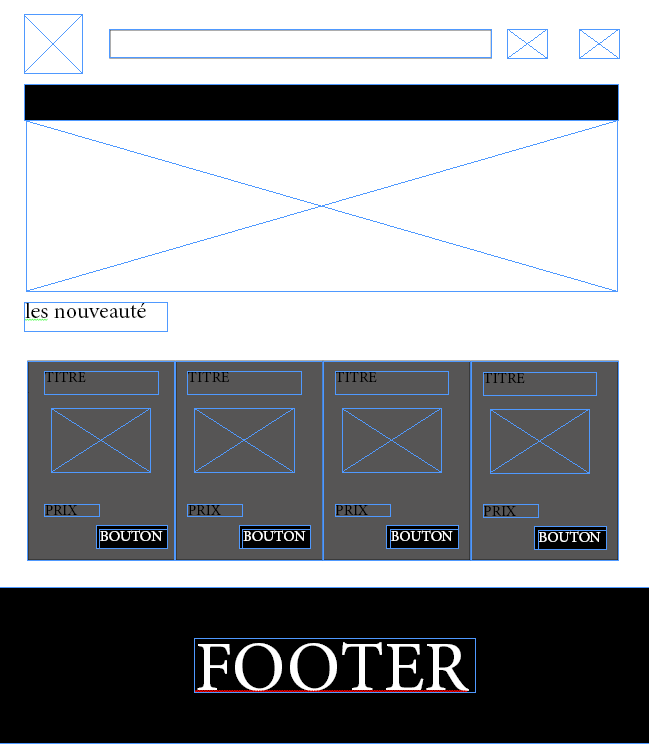 les nouveauté
TITRE TITRE TITRE TITRE
PRIX PRIX PRIX PRIX
BOUTON BOUTON BOUTON BOUTON
FOOTER